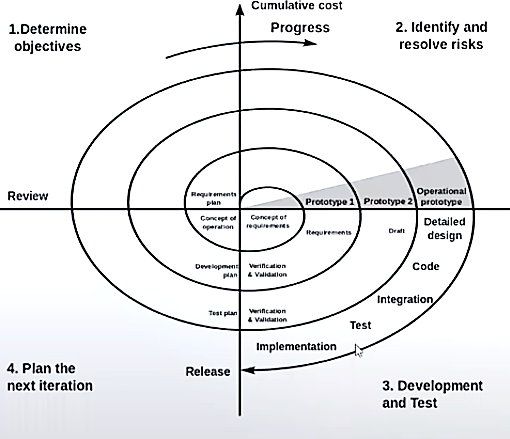 Cumulative cost
1.Determine
objectives
Progress
2. Identify and
resolve risks
Review
Requirements
plan
Prototype 1
Prototype 2
Operational
prototype
Concept of
operation
Concept of
requirements
Requirements
Draft
Detailed
design
Development
plan
Verification
& Validation
Code
Integration
Test plan
Verification
& Validation
Test
Implementation
Release
4. Plan the
next iteration
3. Development
and Test